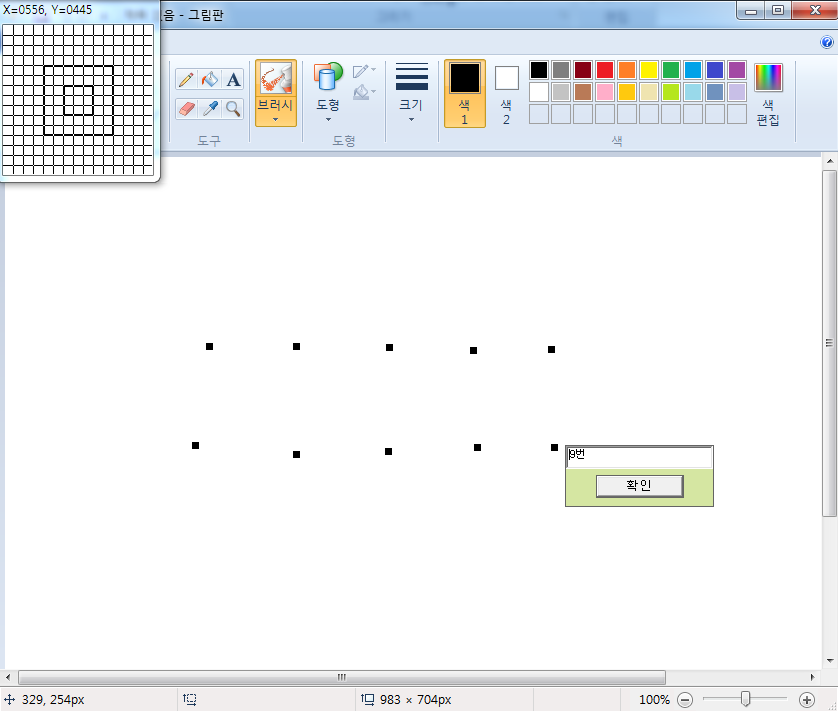 X=0556, Y=0445
음 - 그림판
브러시
도형
크기
색
1
색
2
색
편집
도구
도형
색
9번
확인
329, 254px
983 × 704px
100%